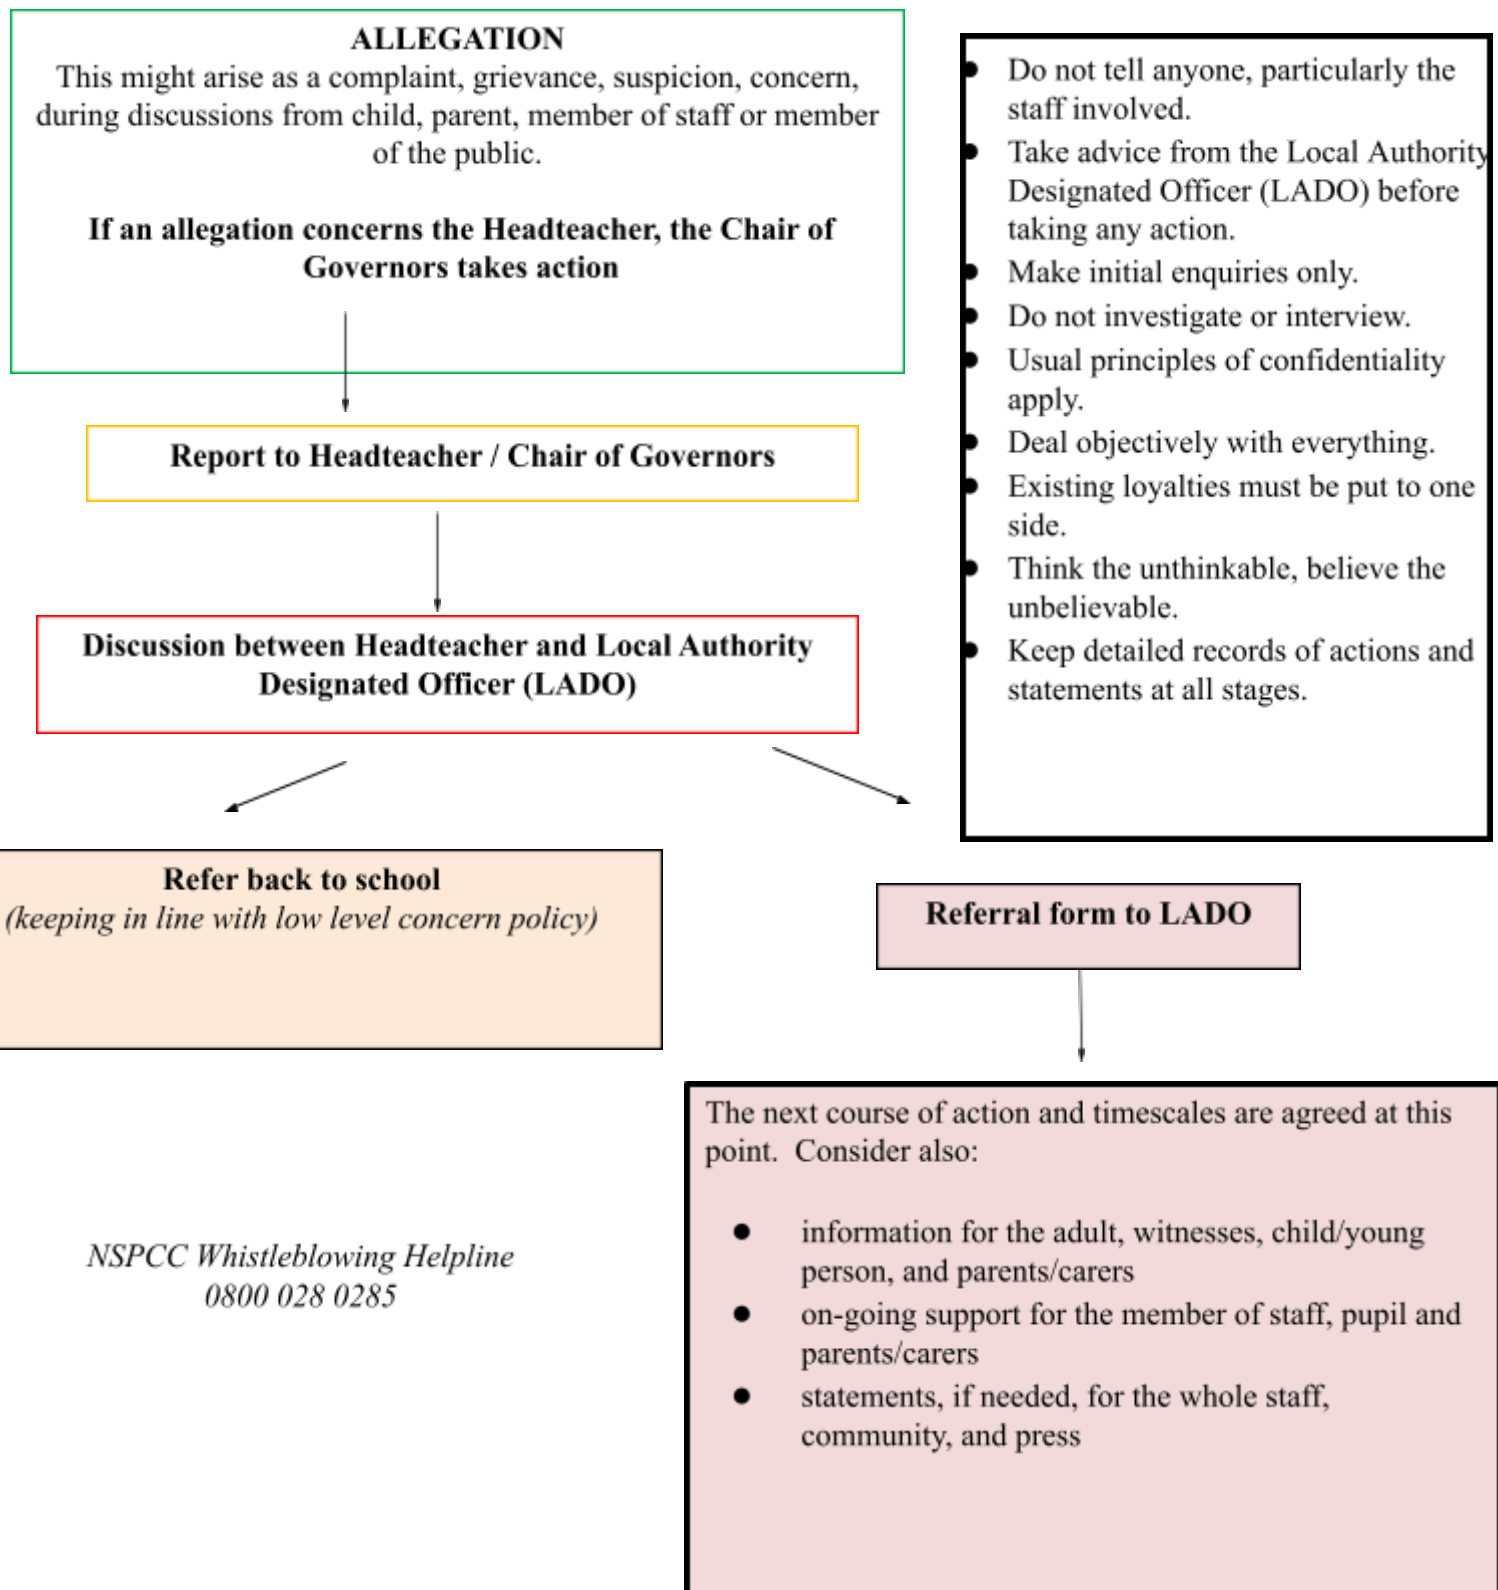 ALLEGATION
This might arise as a complaint, grievance, suspicion, concern,
during discussions from child, parent, member of staff or member
of the public.
If an allegation concerns the Headteacher, the Chair of
Governors takes action
Report to Headteacher / Chair of Governors
Discussion between Headteacher and Local Authority
Designated Officer (LADO)
● Do not tell anyone, particularly the
staff involved.
● Take advice from the Local Authority
Designated Officer (LADO) before
taking any action.
● Make initial enquiries only.
● Do not investigate or interview.
● Usual principles of confidentiality
apply.
● Deal objectively with everything.
● Existing loyalties must be put to one
side.
● Think the unthinkable, believe the
unbelievable.
● Keep detailed records of actions and
statements at all stages.
Refer back to school
(keeping in line with low level concern policy)
Referral form to LADO
The next course of action and timescales are agreed at this
point.  Consider also:
● information for the adult, witnesses, child/young
person, and parents/carers
● on-going support for the member of staff, pupil and
parents/carers
● statements, if needed, for the whole staff,
community, and press
NSPCC Whistleblowing Helpline
0800 028 0285